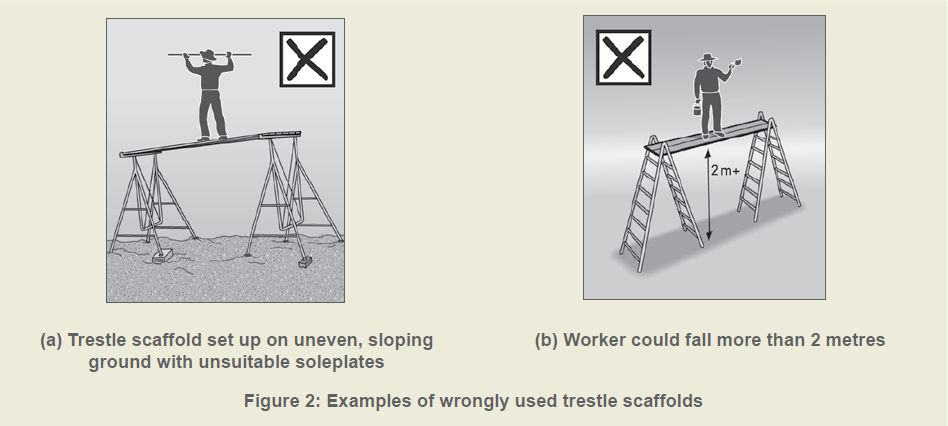 2m+
(a) Trestle scaffold set up on uneven, sloping
ground with unsuitable soleplates
(b) Worker could fall more than 2 metres
Figure 2: Examples of wrongly used trestle scaffolds